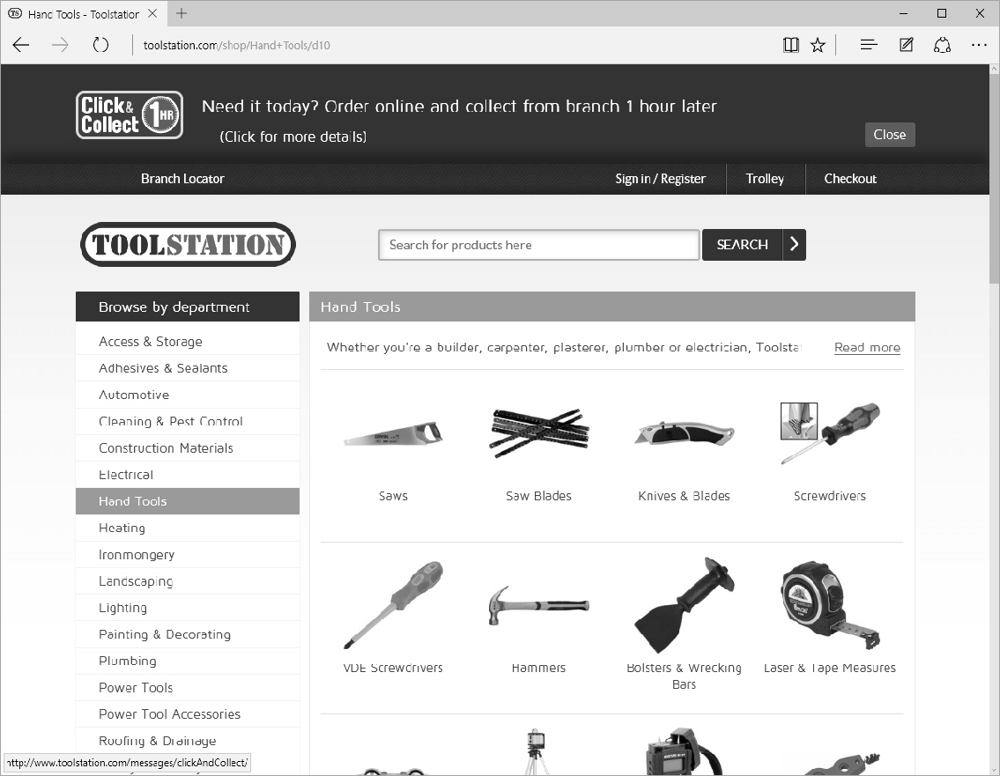 TS Hand Tools - Toolstation
toolstation.com/shop/Hand+Tools/d10
Click & Collect 1HR
Need it today? Order online and collect from branch 1 hour later
(Click for more details)
Close
Branch Locator
Sign in / Register
Trolley
Checkout
TOOLSTATION
Search for products here
SEARCH
Browse by department
Access & Storage
Adhesives & Sealants
Automotive
Cleaning & Pest Control
Construction Materials
Electrical
Hand Tools
Heating
Ironmongery
Landscaping
Lighting
Painting & Decorating
Plumbing
Power Tools
Power Tool Accessories
Roofing & Drainage
Hand Tools
Whether you're a builder, carpenter, plasterer, plumber or electrician, Toolsta
Read more
Saws
Saw Blades
Knives & Blades
Screwdrivers
VDE Screwdrivers
Hammers
Bolsters & Wrecking
Bars
Laser & Tape Measures
http://www.toolstation.com/messages/clickAndCollect/